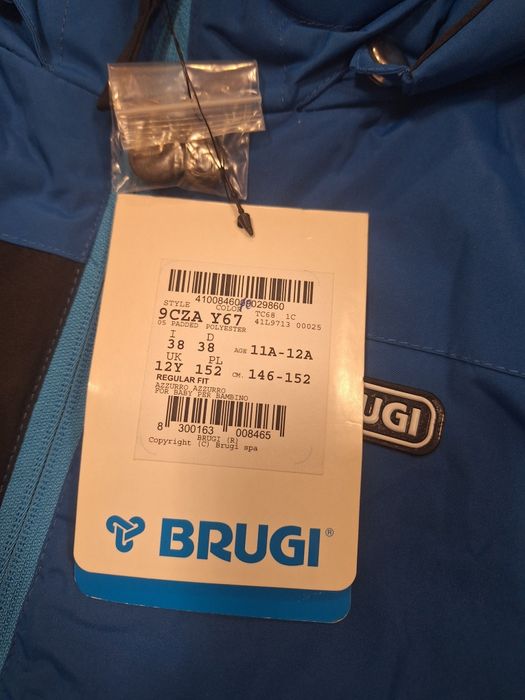 4100846090029860
STYLE COLOR TC68 1C
9CZA Y67 41L9713 00025
05 PADDED POLYESTER
I D
38 38 AGE 11A-12A
UK PL
12Y 152 CM. 146-152
REGULAR FIT
AZZURRO AZZURRO
FOR BABY PER BAMBINO
8 300163 008465
BRUGI (R)
Copyright (C) Brugi spa
BRUGI®
UGI